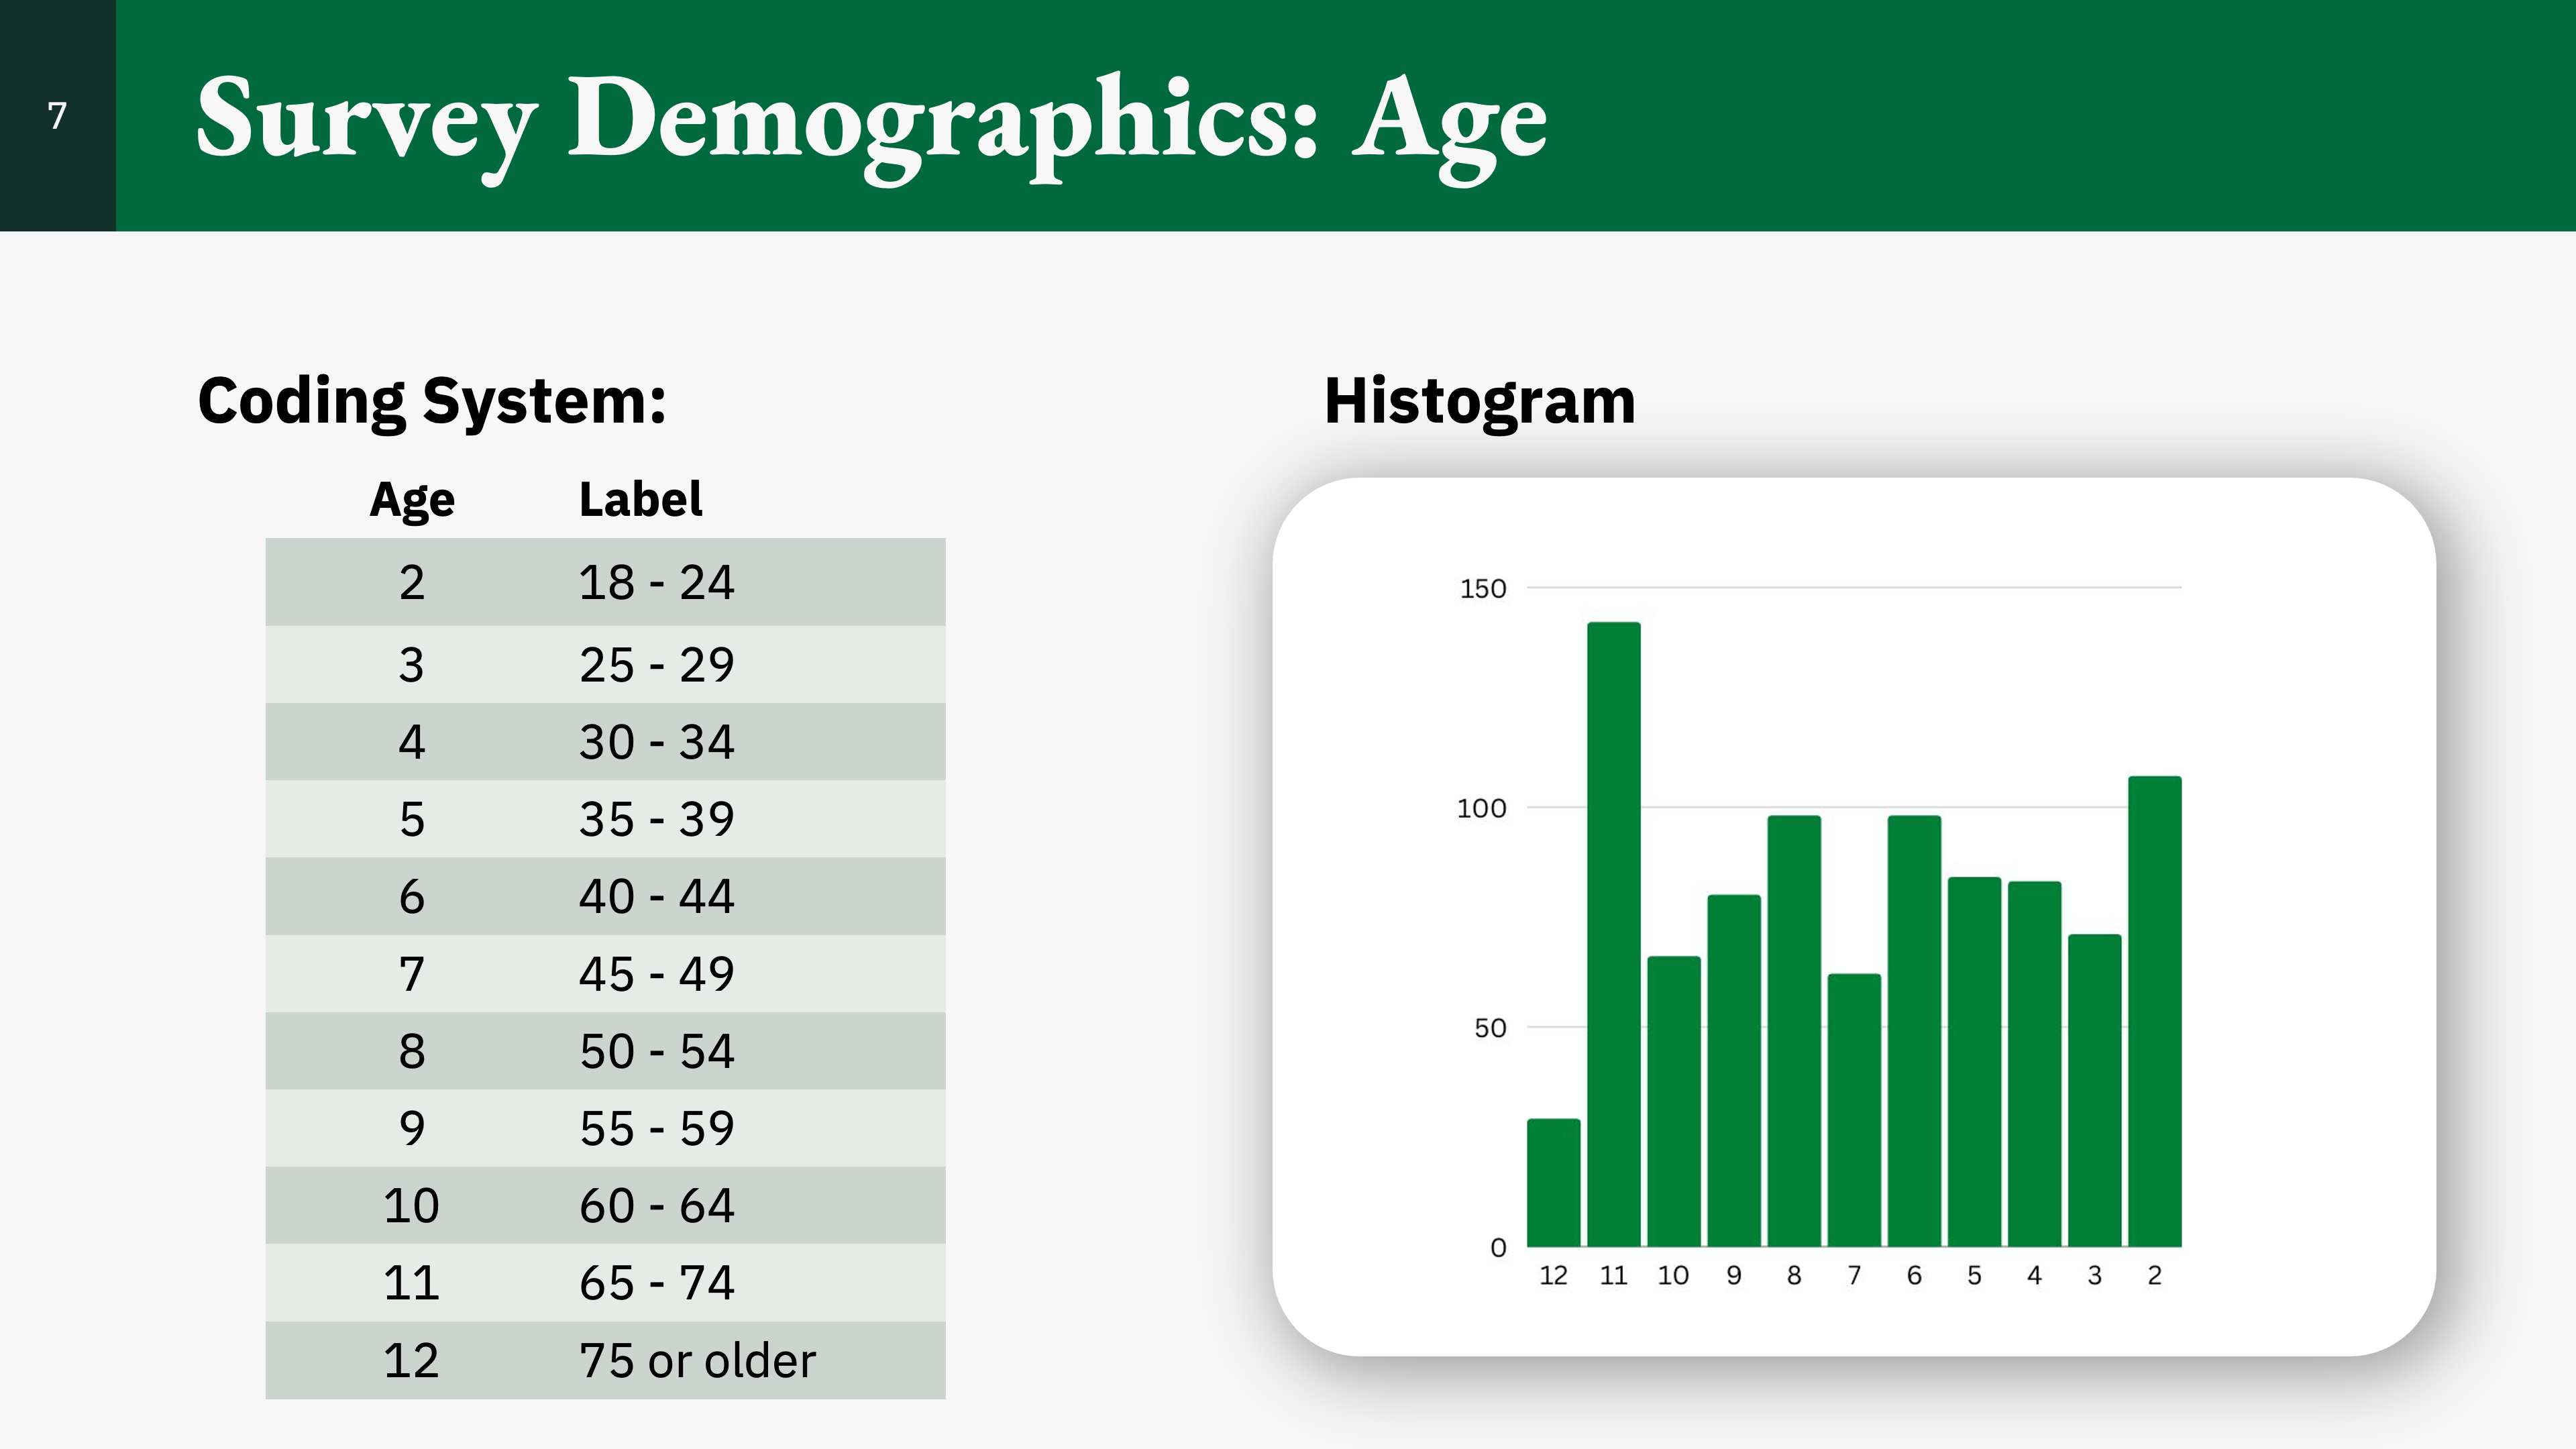 7
Survey Demographics: Age
Coding System:
Age Label
2 18 - 24
3 25 - 29
4 30 - 34
5 35 - 39
6 40 - 44
7 45 - 49
8 50 - 54
9 55 - 59
10 60 - 64
11 65 - 74
12 75 or older
Histogram
150
100
50
0
12 11 10 9 8 7 6 5 4 3 2